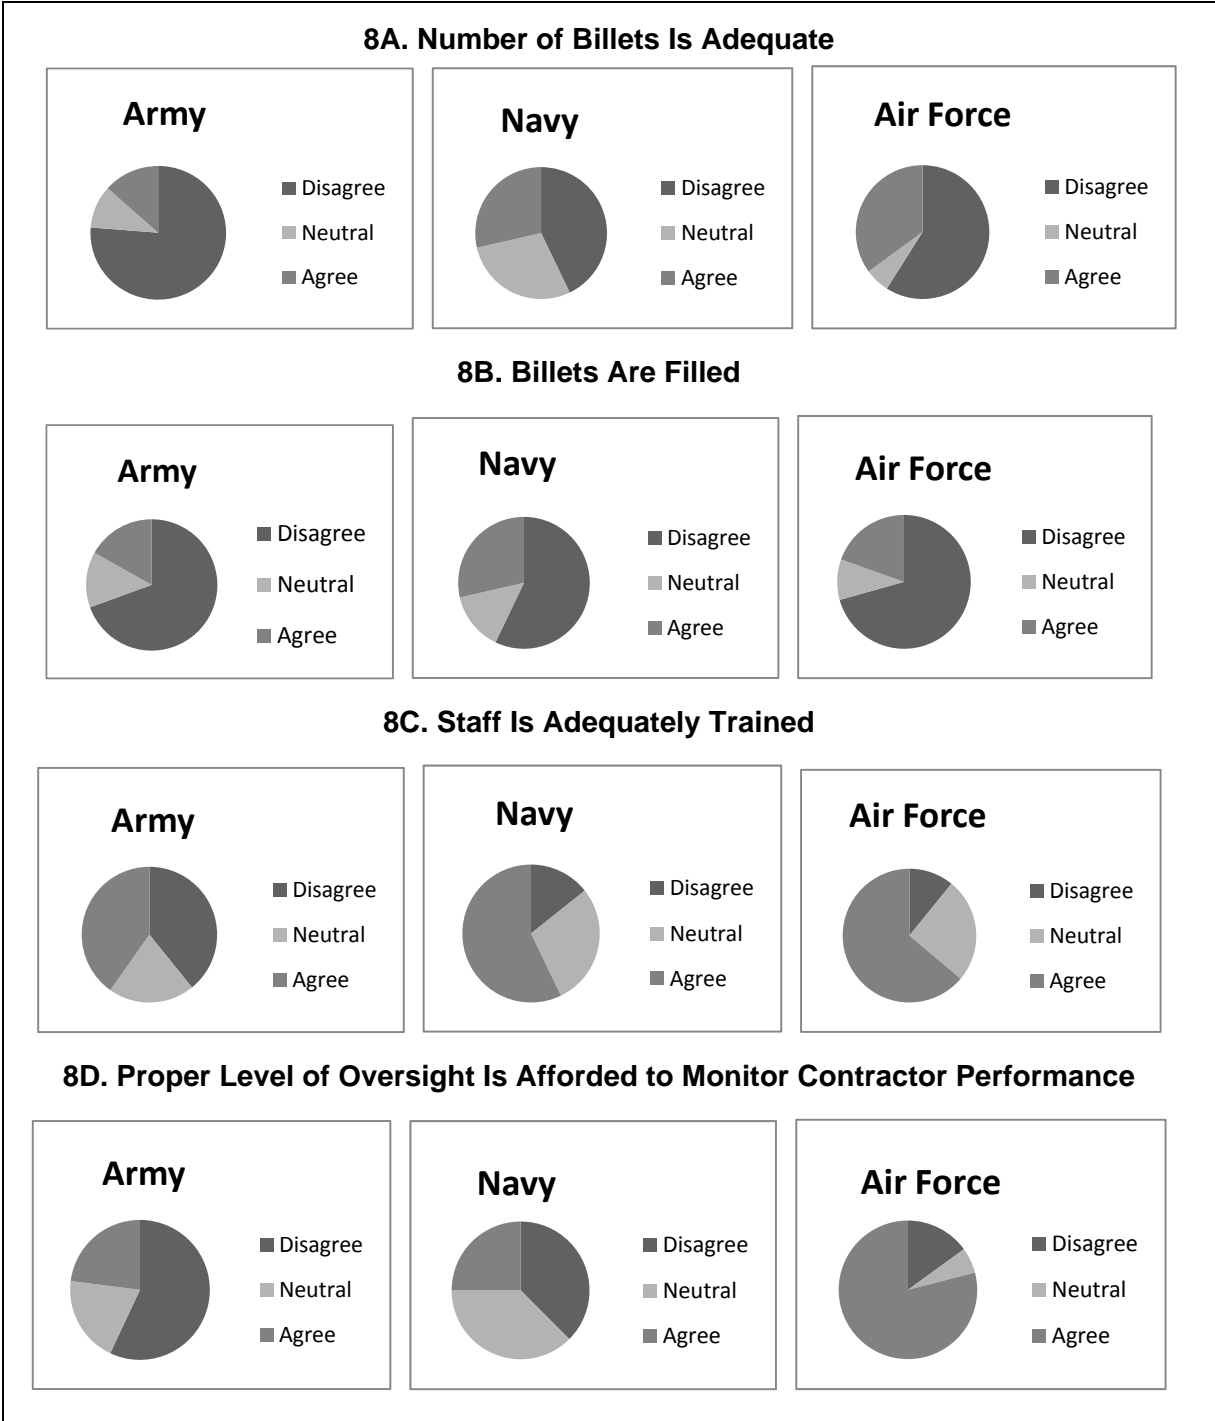 8A. Number of Billets Is Adequate
Army
Disagree
Neutral
Agree
Navy
Disagree
Neutral
Agree
Air Force
Disagree
Neutral
Agree
8B. Billets Are Filled
Army
Disagree
Neutral
Agree
Navy
Disagree
Neutral
Agree
Air Force
Disagree
Neutral
Agree
8C. Staff Is Adequately Trained
Army
Disagree
Neutral
Agree
Navy
Disagree
Neutral
Agree
Air Force
Disagree
Neutral
Agree
8D. Proper Level of Oversight Is Afforded to Monitor Contractor Performance
Army
Disagree
Neutral
Agree
Navy
Disagree
Neutral
Agree
Air Force
Disagree
Neutral
Agree